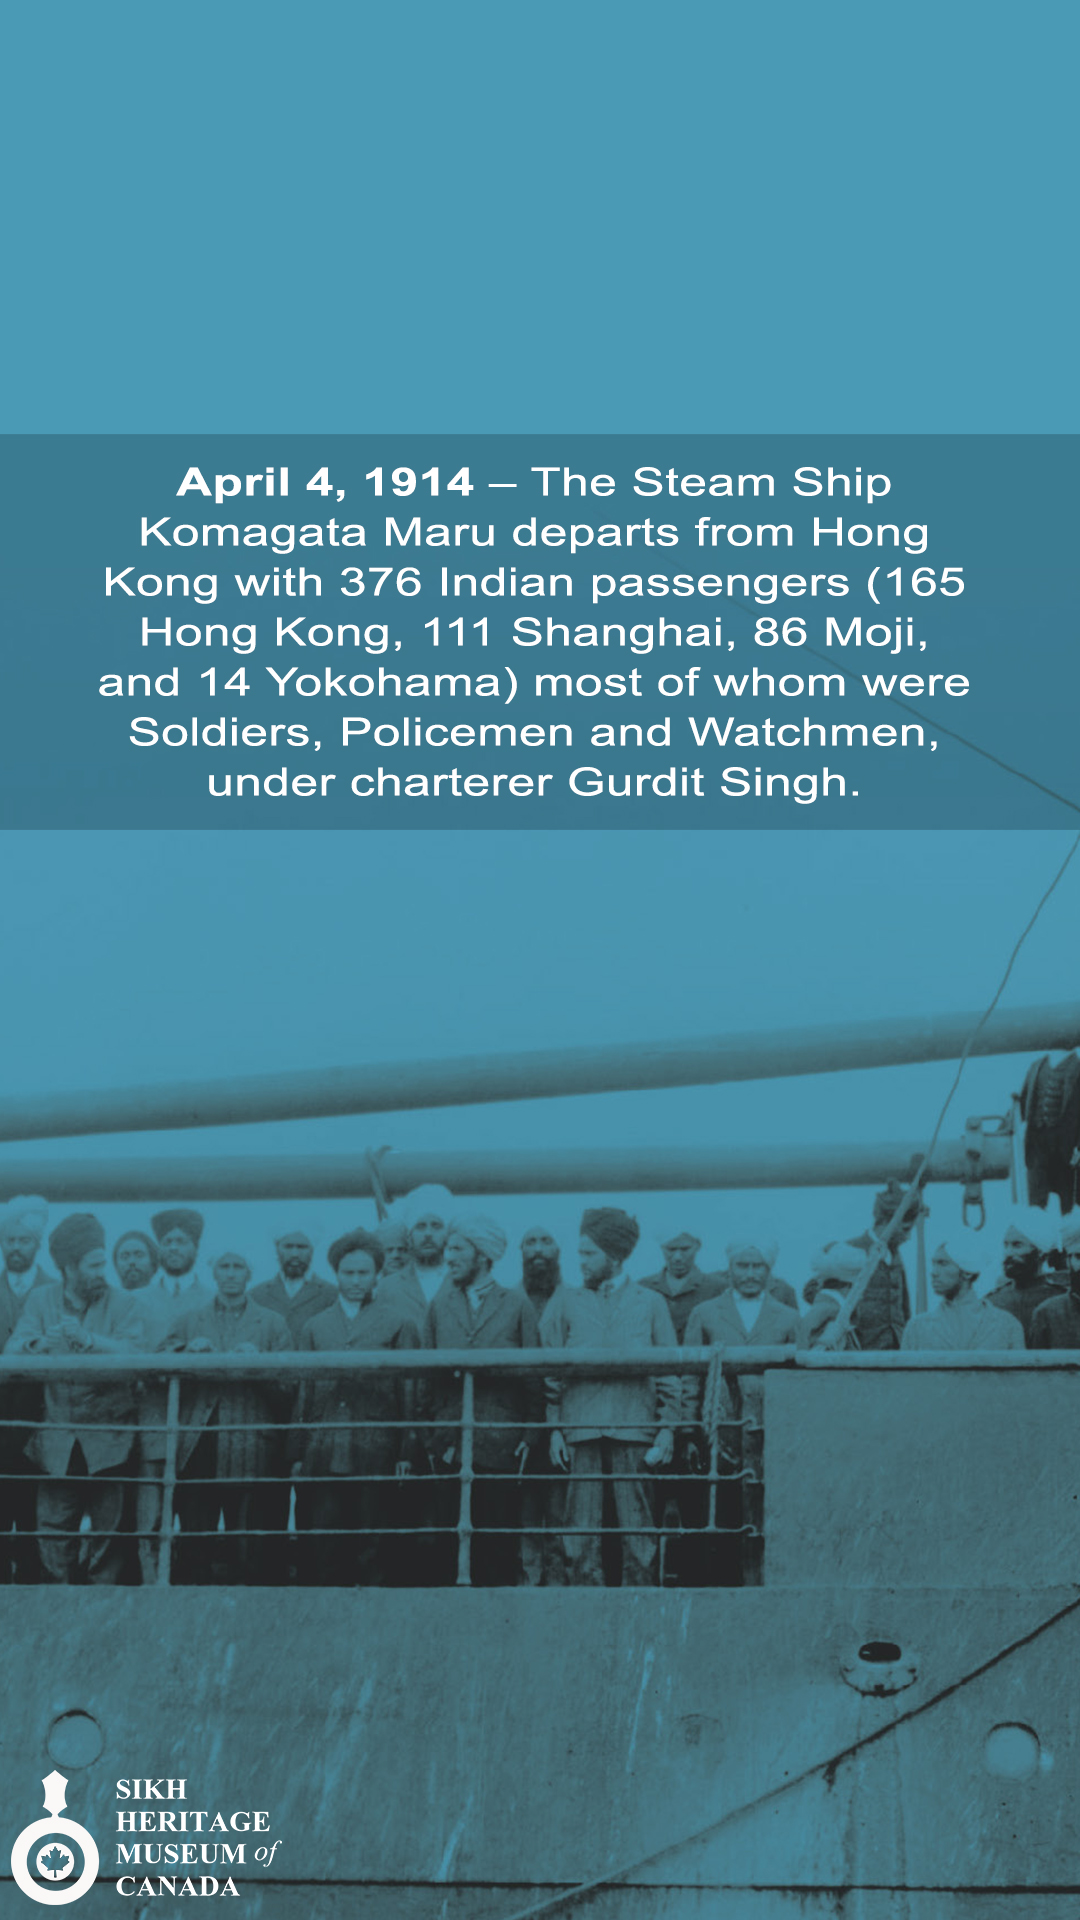 April 4, 1914 – The Steam Ship
Komagata Maru departs from Hong
Kong with 376 Indian passengers (165
Hong Kong, 111 Shanghai, 86 Moji,
and 14 Yokohama) most of whom were
Soldiers, Policemen and Watchmen,
under charterer Gurdit Singh.
SIKH
HERITAGE
MUSEUM of
CANADA